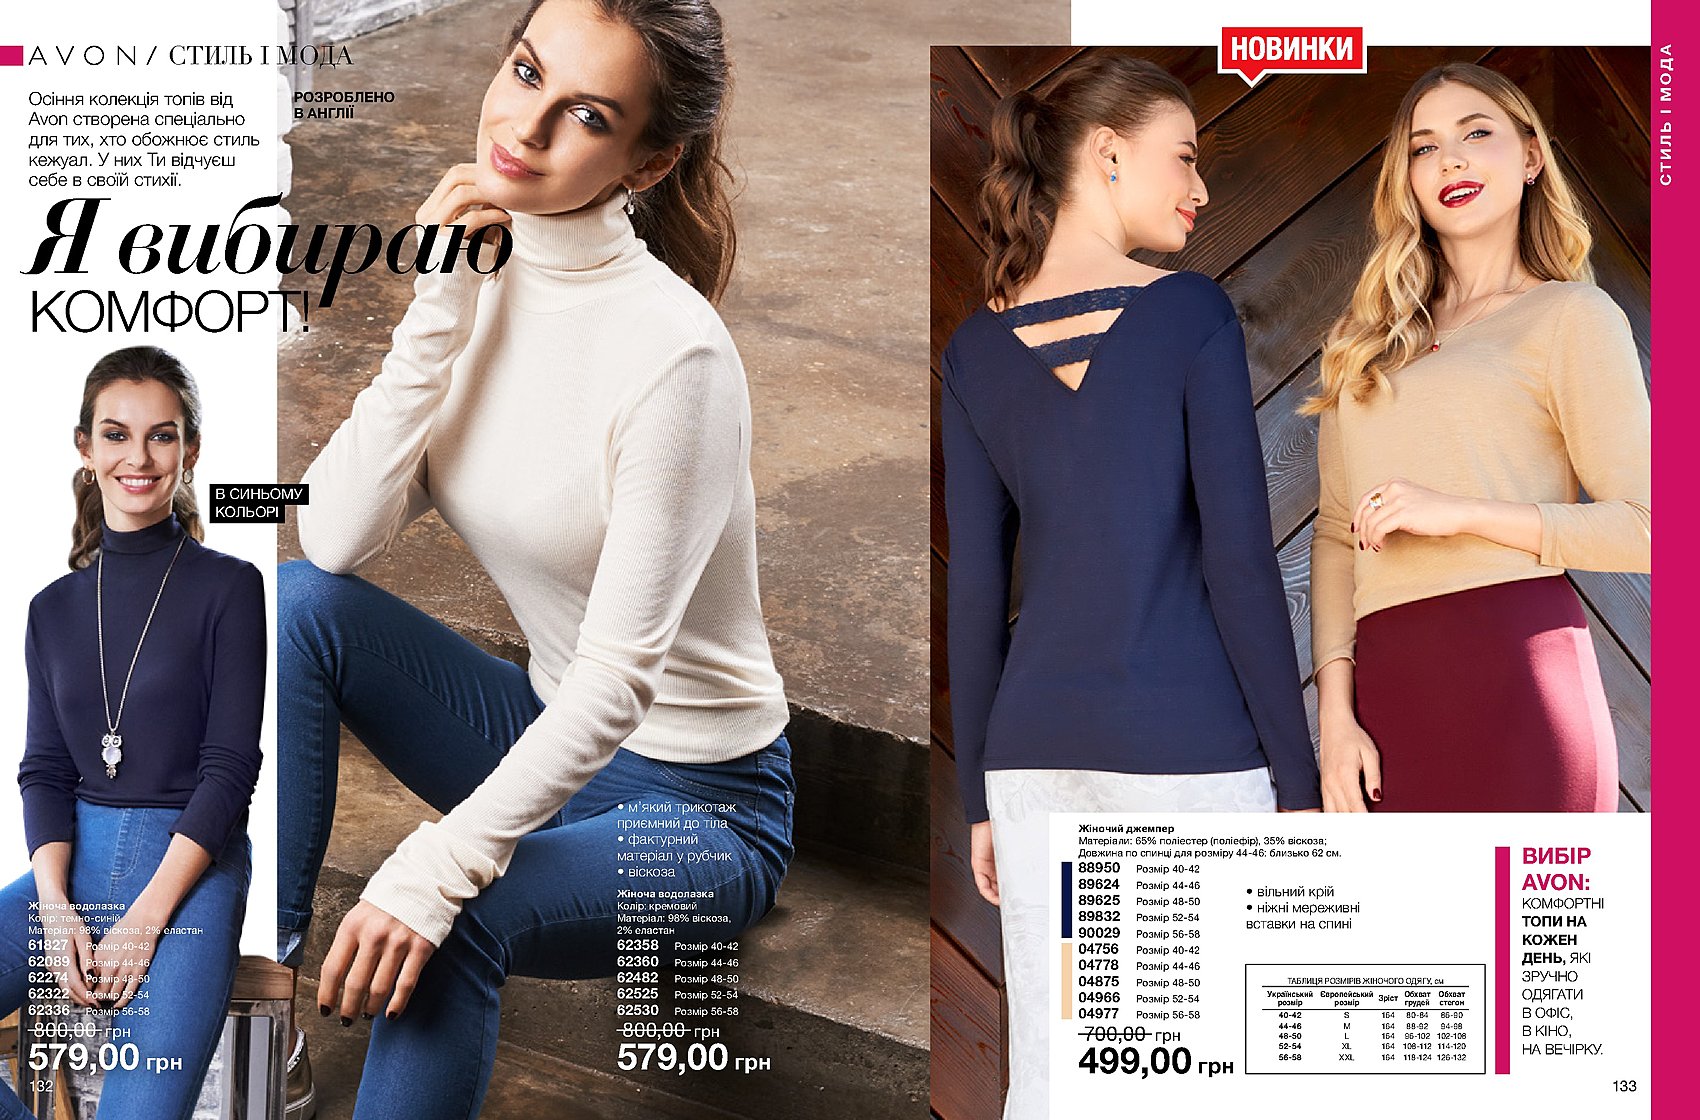 AVON / СТИЛЬ І МОДА
Осіння колекція топів від
Avon створена спеціально
для тих, хто обожнює стиль
кежуал. У них Ти відчуєш
себе в своїй стихії.
РОЗРОБЛЕНО
В АНГЛІЇ
Я вибираю
КОМФОРТ!
В СИНЬОМУ
КОЛЬОРІ
Жіноча водолазка
Колір: темно-синій
Матеріал: 98% віскоза, 2% еластан
61827 Розмір 40-42
62089 Розмір 44-46
62274 Розмір 48-50
62322 Розмір 52-54
62336 Розмір 56-58
800,00 грн
579,00 грн
132
• м'який трикотаж
приємний до тіла
• фактурний
матеріал у рубчик
• віскоза
Жіноча водолазка
Колір: кремовий
Матеріал: 98% віскоза,
2% еластан
62358 Розмір 40-42
62360 Розмір 44-46
62482 Розмір 48-50
62525 Розмір 52-54
62530 Розмір 56-58
800,00 грн
579,00 грн
НОВИНКИ
СТИЛЬ І МОДА
Жіночий джемпер
Матеріали: 65% поліестер (поліефір), 35% віскоза;
Довжина по спинці для розміру 44-46: близько 62 см.
88950 Розмір 40-42
89624 Розмір 44-46
89625 Розмір 48-50
89832 Розмір 52-54
90029 Розмір 56-58
04756 Розмір 40-42
04778 Розмір 44-46
04875 Розмір 48-50
04966 Розмір 52-54
04977 Розмір 56-58
700,00 грн
499,00 грн
• вільний крій
• ніжні мереживні
вставки на спині
ТАБЛИЦЯ РОЗМІРІВ ЖІНОЧОГО ОДЯГУ, см
Український розмір Європейський розмір Зріст Обхват грудей Обхват стегон
40-42 S 164 80-84 86-90
44-46 M 164 88-92 94-98
48-50 L 164 96-102 102-108
52-54 XL 164 108-112 114-120
56-58 XXL 164 118-124 126-132
ВИБІР
AVON:
КОМФОРТНІ
ТОПИ НА
КОЖЕН
ДЕНЬ, ЯКІ
ЗРУЧНО
ОДЯГАТИ
В ОФІС,
В КІНО,
НА ВЕЧІРКУ.
133